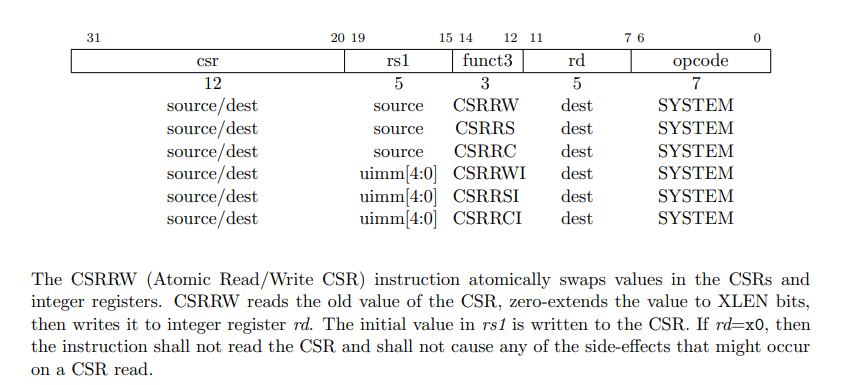 31 20 19 15 14 12 11 7 6 0
csr rs1 funct3 rd opcode
12 5 3 5 7
source/dest source CSRRW dest SYSTEM
source/dest source CSRRS dest SYSTEM
source/dest source CSRRC dest SYSTEM
source/dest uimm[4:0] CSRRWI dest SYSTEM
source/dest uimm[4:0] CSRRSI dest SYSTEM
source/dest uimm[4:0] CSRRCI dest SYSTEM
The CSRRW (Atomic Read/Write CSR) instruction atomically swaps values in the CSRs and
integer registers. CSRRW reads the old value of the CSR, zero-extends the value to XLEN bits,
then writes it to integer register rd. The initial value in rs1 is written to the CSR. If rd=x0, then
the instruction shall not read the CSR and shall not cause any of the side-effects that might occur
on a CSR read.